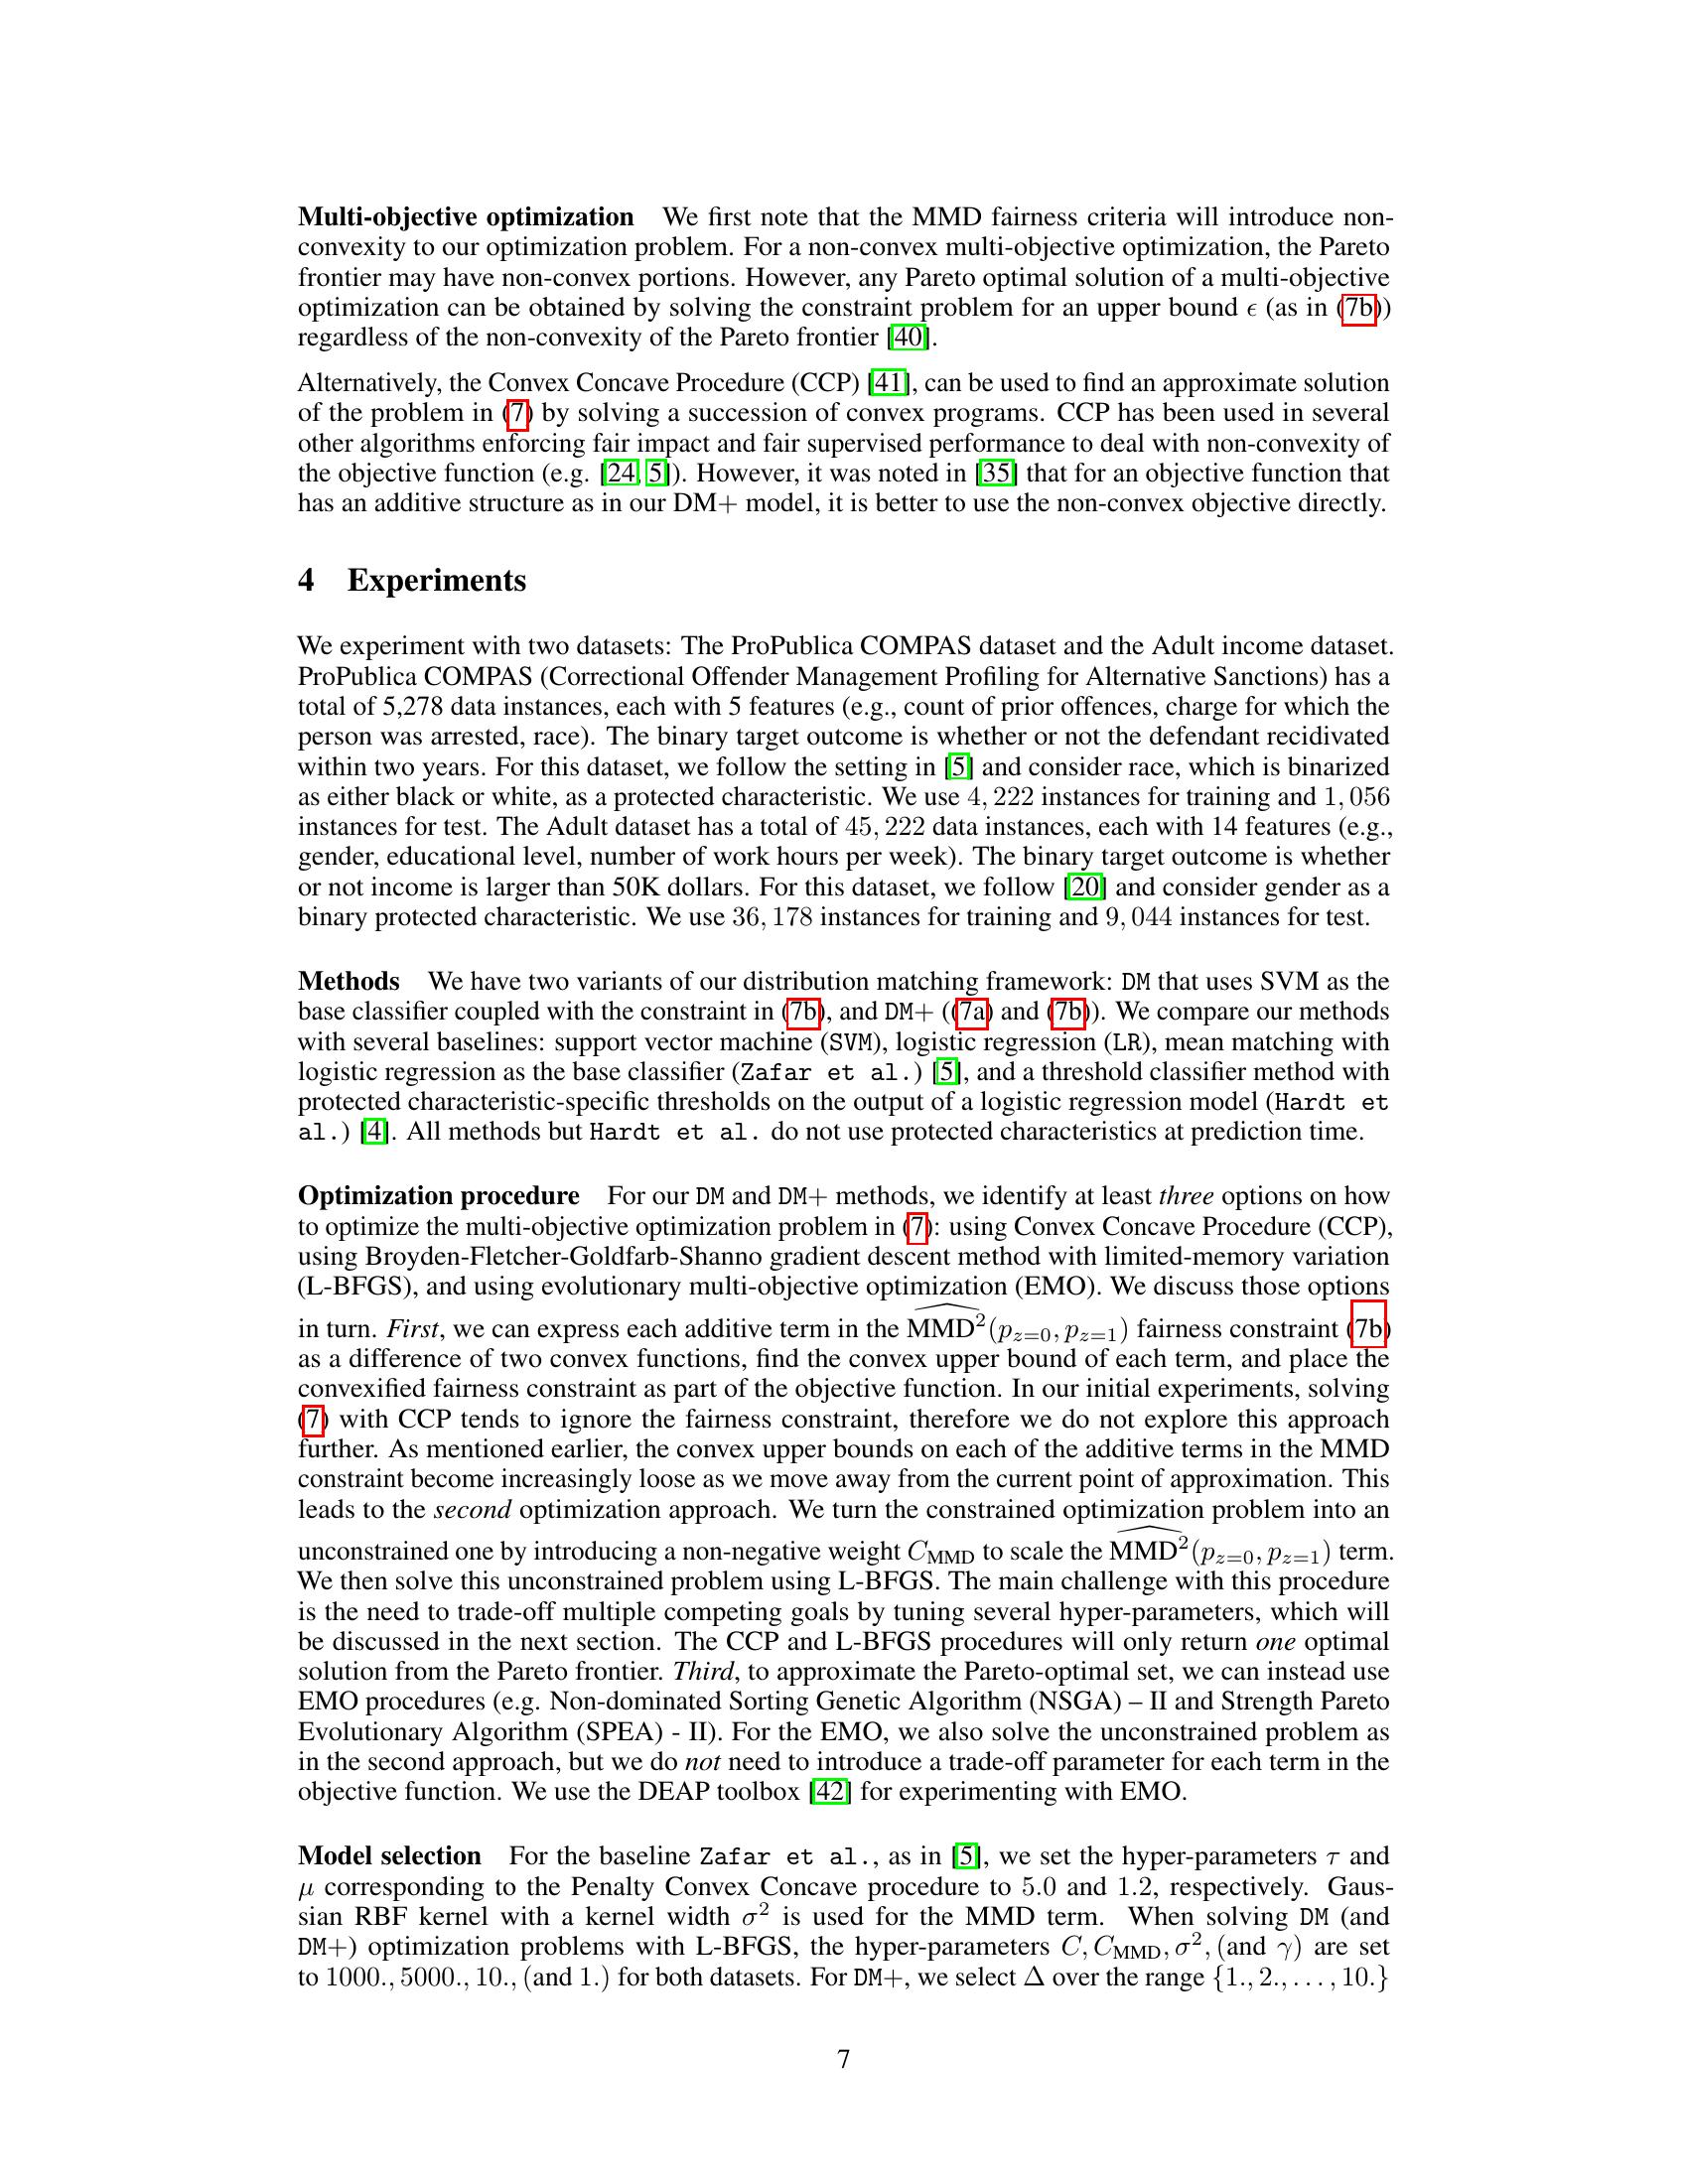 Multi-objective optimization We first note that the MMD fairness criteria will introduce non-
convexity to our optimization problem. For a non-convex multi-objective optimization, the Pareto
frontier may have non-convex portions. However, any Pareto optimal solution of a multi-objective
optimization can be obtained by solving the constraint problem for an upper bound ϵ (as in (7b))
regardless of the non-convexity of the Pareto frontier [40].
Alternatively, the Convex Concave Procedure (CCP) [41], can be used to find an approximate solution
of the problem in (7) by solving a succession of convex programs. CCP has been used in several
other algorithms enforcing fair impact and fair supervised performance to deal with non-convexity of
the objective function (e.g. [24, 5]). However, it was noted in [35] that for an objective function that
has an additive structure as in our DM+ model, it is better to use the non-convex objective directly.
4 Experiments
We experiment with two datasets: The ProPublica COMPAS dataset and the Adult income dataset.
ProPublica COMPAS (Correctional Offender Management Profiling for Alternative Sanctions) has a
total of 5,278 data instances, each with 5 features (e.g., count of prior offences, charge for which the
person was arrested, race). The binary target outcome is whether or not the defendant recidivated
within two years. For this dataset, we follow the setting in [5] and consider race, which is binarized
as either black or white, as a protected characteristic. We use 4, 222 instances for training and 1, 056
instances for test. The Adult dataset has a total of 45, 222 data instances, each with 14 features (e.g.,
gender, educational level, number of work hours per week). The binary target outcome is whether
or not income is larger than 50K dollars. For this dataset, we follow [20] and consider gender as a
binary protected characteristic. We use 36, 178 instances for training and 9, 044 instances for test.
Methods We have two variants of our distribution matching framework: DM that uses SVM as the
base classifier coupled with the constraint in (7b), and DM+ ((7a) and (7b)). We compare our methods
with several baselines: support vector machine (SVM), logistic regression (LR), mean matching with
logistic regression as the base classifier (Zafar et al.) [5], and a threshold classifier method with
protected characteristic-specific thresholds on the output of a logistic regression model (Hardt et
al.) [4]. All methods but Hardt et al. do not use protected characteristics at prediction time.
Optimization procedure For our DM and DM+ methods, we identify at least three options on how
to optimize the multi-objective optimization problem in (7): using Convex Concave Procedure (CCP),
using Broyden-Fletcher-Goldfarb-Shanno gradient descent method with limited-memory variation
(L-BFGS), and using evolutionary multi-objective optimization (EMO). We discuss those options
in turn. First, we can express each additive term in the $\widehat{\mathrm{MMD}}^2(p_{z=0}, p_{z=1})$ fairness constraint (7b)
as a difference of two convex functions, find the convex upper bound of each term, and place the
convexified fairness constraint as part of the objective function. In our initial experiments, solving
(7) with CCP tends to ignore the fairness constraint, therefore we do not explore this approach
further. As mentioned earlier, the convex upper bounds on each of the additive terms in the MMD
constraint become increasingly loose as we move away from the current point of approximation. This
leads to the second optimization approach. We turn the constrained optimization problem into an
unconstrained one by introducing a non-negative weight $C_{\mathrm{MMD}}$ to scale the $\widehat{\mathrm{MMD}}^2(p_{z=0}, p_{z=1})$ term.
We then solve this unconstrained problem using L-BFGS. The main challenge with this procedure
is the need to trade-off multiple competing goals by tuning several hyper-parameters, which will
be discussed in the next section. The CCP and L-BFGS procedures will only return one optimal
solution from the Pareto frontier. Third, to approximate the Pareto-optimal set, we can instead use
EMO procedures (e.g. Non-dominated Sorting Genetic Algorithm (NSGA) – II and Strength Pareto
Evolutionary Algorithm (SPEA) - II). For the EMO, we also solve the unconstrained problem as
in the second approach, but we do not need to introduce a trade-off parameter for each term in the
objective function. We use the DEAP toolbox [42] for experimenting with EMO.
Model selection For the baseline Zafar et al., as in [5], we set the hyper-parameters τ and
μ corresponding to the Penalty Convex Concave procedure to 5.0 and 1.2, respectively. Gaus-
sian RBF kernel with a kernel width σ² is used for the MMD term. When solving DM (and
DM+) optimization problems with L-BFGS, the hyper-parameters $C, C_{\mathrm{MMD}}, \sigma^2$, (and γ) are set
to 1000., 5000., 10., (and 1.) for both datasets. For DM+, we select Δ over the range {1., 2., . . . , 10.}
7